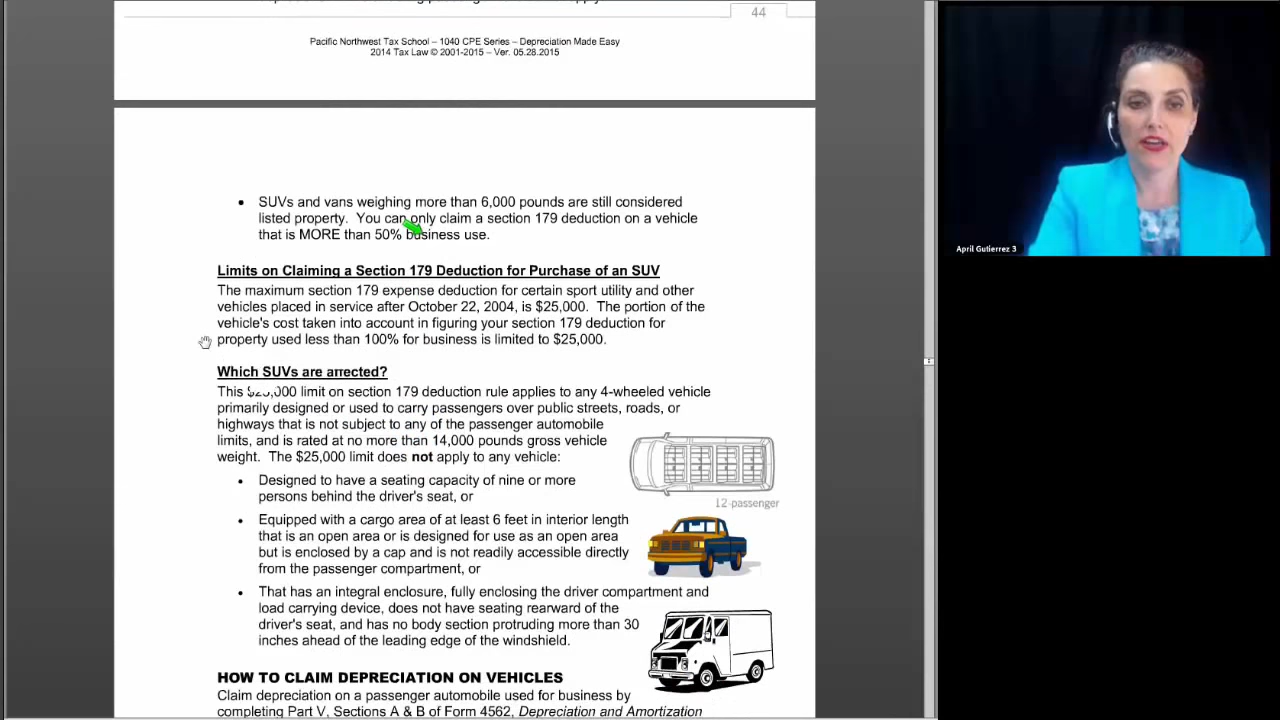 44
Pacific Northwest Tax School – 1040 CPE Series – Depreciation Made Easy
2014 Tax Law © 2001-2015 – Ver. 05.28.2015
April Gutierrez 3
• SUVs and vans weighing more than 6,000 pounds are still considered
listed property. You can only claim a section 179 deduction on a vehicle
that is MORE than 50% business use.
Limits on Claiming a Section 179 Deduction for Purchase of an SUV
The maximum section 179 expense deduction for certain sport utility and other
vehicles placed in service after October 22, 2004, is $25,000. The portion of the
vehicle's cost taken into account in figuring your section 179 deduction for
property used less than 100% for business is limited to $25,000.
Which SUVs are affected?
This $25,000 limit on section 179 deduction rule applies to any 4-wheeled vehicle
primarily designed or used to carry passengers over public streets, roads, or
highways that is not subject to any of the passenger automobile
limits, and is rated at no more than 14,000 pounds gross vehicle
weight. The $25,000 limit does not apply to any vehicle:
• Designed to have a seating capacity of nine or more
persons behind the driver's seat, or
12-passenger
• Equipped with a cargo area of at least 6 feet in interior length
that is an open area or is designed for use as an open area
but is enclosed by a cap and is not readily accessible directly
from the passenger compartment, or
• That has an integral enclosure, fully enclosing the driver compartment and
load carrying device, does not have seating rearward of the
driver's seat, and has no body section protruding more than 30
inches ahead of the leading edge of the windshield.
HOW TO CLAIM DEPRECIATION ON VEHICLES
Claim depreciation on a passenger automobile used for business by
completing Part V, Sections A & B of Form 4562, Depreciation and Amortization